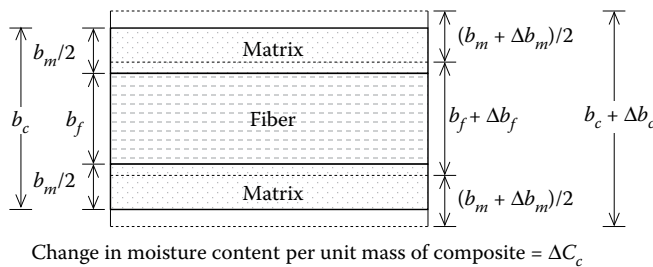 (b_m + Δb_m)/2
b_m/2
Matrix
b_c
b_f
Fiber
b_f + Δb_f
b_c + Δb_c
b_m/2
Matrix
(b_m + Δb_m)/2
Change in moisture content per unit mass of composite = ΔC_c